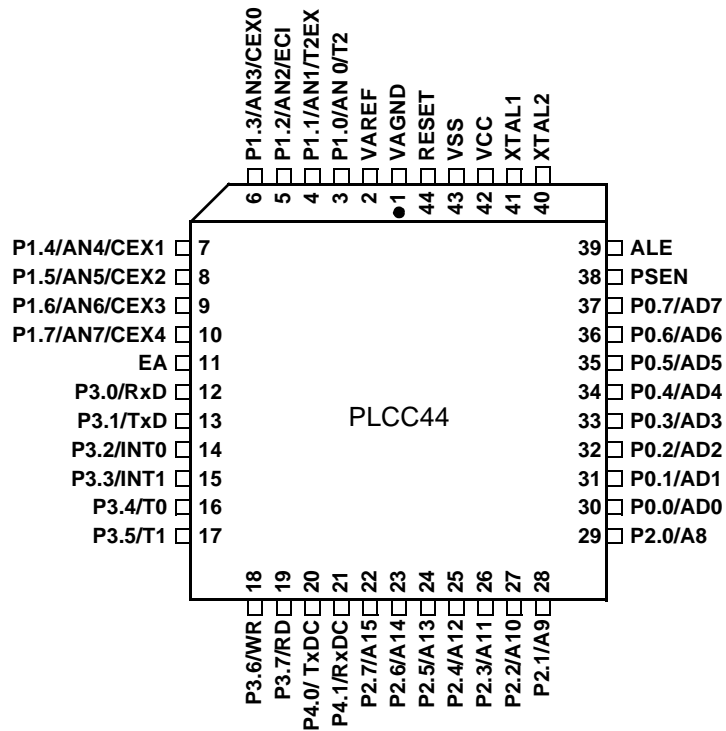 P1.3/AN3/CEX0
P1.2/AN2/ECI
P1.1/AN1/T2EX
P1.0/AN 0/T2
VAREF
VAGND
RESET
VSS
VCC
XTAL1
XTAL2
6 5 4 3 2 1 44 43 42 41 40
P1.4/AN4/CEX1 7
P1.5/AN5/CEX2 8
P1.6/AN6/CEX3 9
P1.7/AN7/CEX4 10
EA 11
P3.0/RxD 12
P3.1/TxD 13
P3.2/INT0 14
P3.3/INT1 15
P3.4/T0 16
P3.5/T1 17
PLCC44
39 ALE
38 PSEN
37 P0.7/AD7
36 P0.6/AD6
35 P0.5/AD5
34 P0.4/AD4
33 P0.3/AD3
32 P0.2/AD2
31 P0.1/AD1
30 P0.0/AD0
29 P2.0/A8
18 19 20 21 22 23 24 25 26 27 28
P3.6/WR
P3.7/RD
P4.0/ TxDC
P4.1/RxDC
P2.7/A15
P2.6/A14
P2.5/A13
P2.4/A12
P2.3/A11
P2.2/A10
P2.1/A9